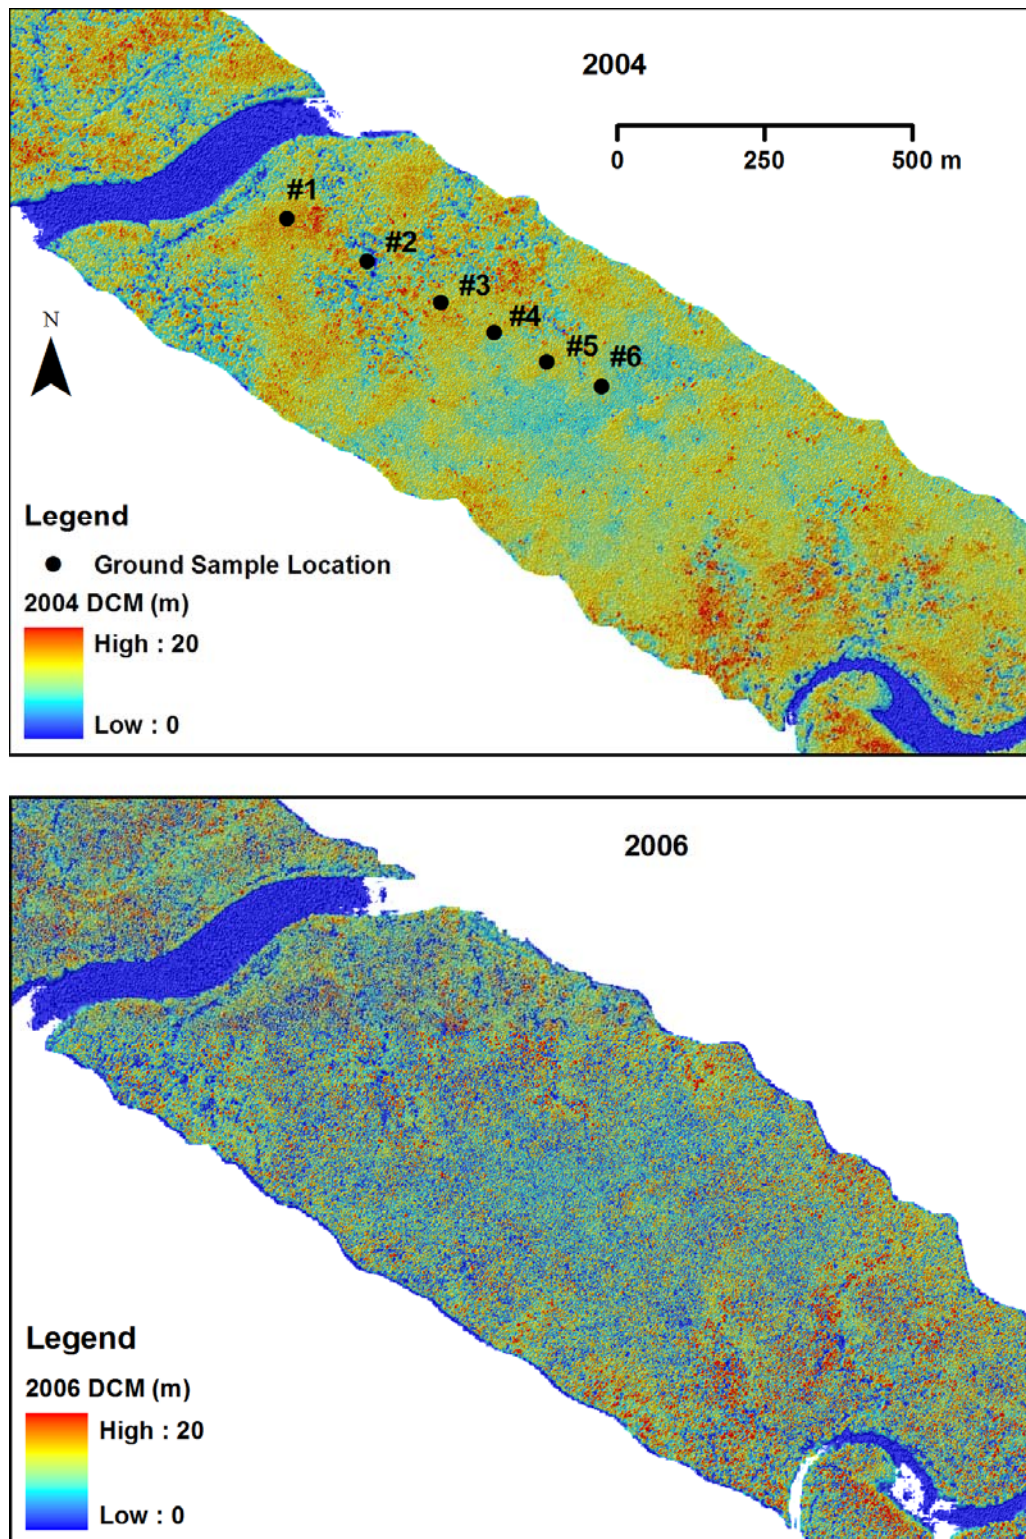 2004
0 250 500 m
#1
#2
#3
#4
#5
#6
N
Legend
Ground Sample Location
2004 DCM (m)
High : 20
Low : 0
2006
Legend
2006 DCM (m)
High : 20
Low : 0